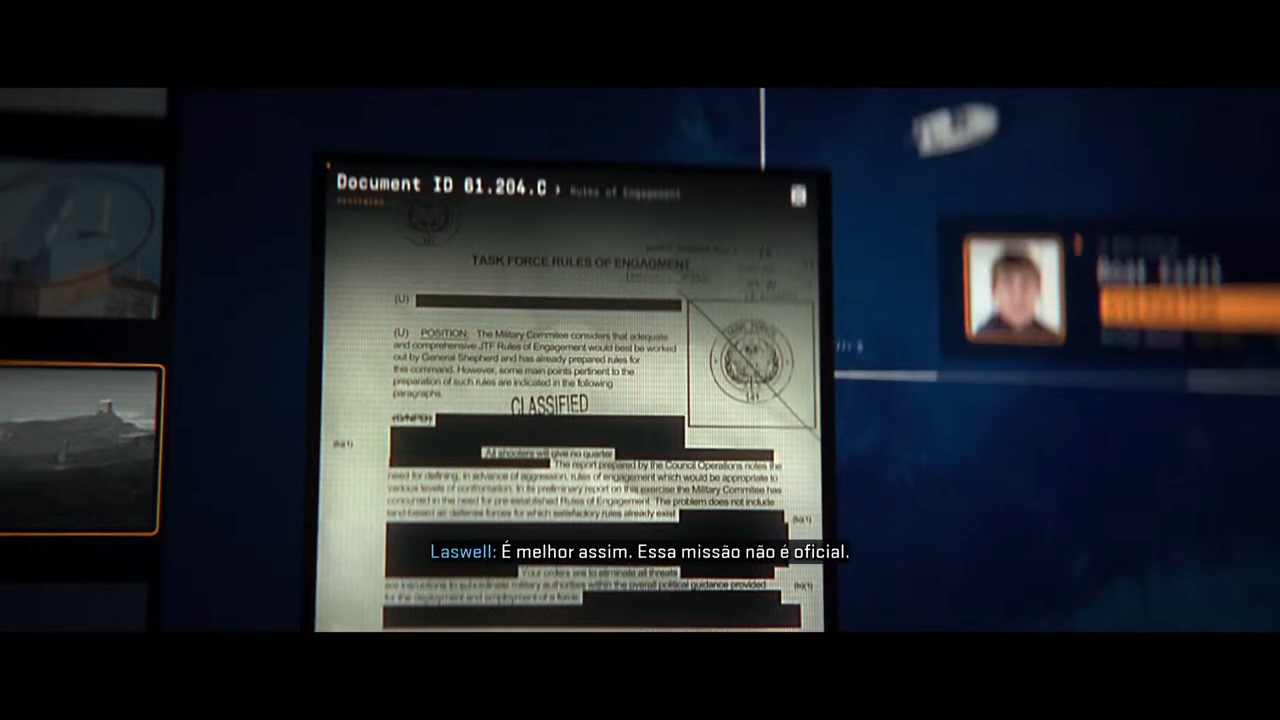 Document ID 61.204.C › Rules of Engagement
TASK FORCE RULES OF ENGAGMENT
(U)
(U) POSITION: The Military Commitee considers that adequate
and comprehensive JTF Rules of Engagement would best be worked
out by General Shepherd and has already prepared rules for
this command. However, some main points pertinent to the
preparation of such rules are indicated in the following
paragraphs.
TASK FORCE
141
CLASSIFIED
(b)(1)
All shooters will give no quarter
The report prepared by the Council Operations notes the
need for defining, in advance of aggression, rules of engagement which would be appropriate to
various levels of confrontation. In its preliminary report on this exercise the Military Commitee has
concurred in the need for pre-established Rules of Engagement. The problem does not include
land-based air defense forces for which satisfactory rules already exist
(b)(1)
Laswell: É melhor assim. Essa missão não é oficial.
Your orders are to eliminate all threats
are instructions to subordinate military authorities within the overall political guidance provided
(b)(1)
for the deployment and employment of a force.